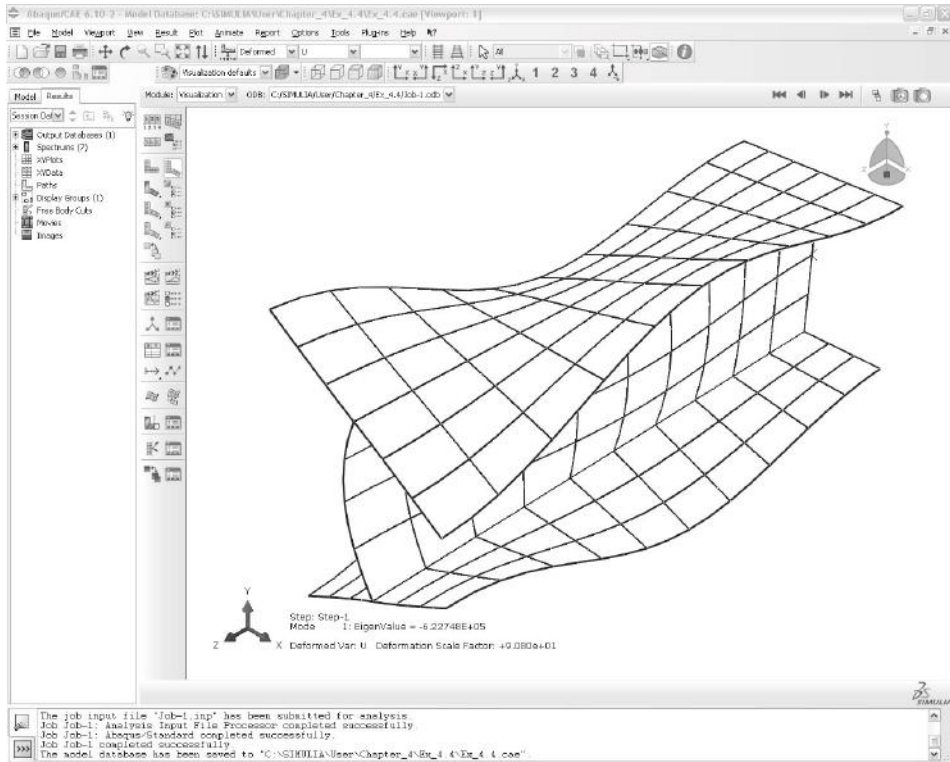 Abaqus/CAE 6.10-2 - Model Database: C:\SIMULIA\User\Chapter_4\Ex_4.4\Ex_4.4.cae [Viewport: 1]
File Model Viewport View Result Plot Animate Report Options Tools Plug-ins Help
Deformed U All
Visualization defaults 1 2 3 4
Model Results Module: Visualization ODB: C:/SIMULIA/User/Chapter_4/Ex_4.4/Job-1.odb
Output Databases (1)
Spectrums (7)
XYPlots
XYData
Paths
Display Groups (1)
Free Body Cuts
Movies
Images
Y
Z
X
Step: Step-1
Mode 1: EigenValue = -6.22748E+05
Deformed Var: U Deformation Scale Factor: +9.080e+01
SIMULIA
The job input file "Job-1.inp" has been submitted for analysis.
Job Job-1: Analysis Input File Processor completed successfully.
Job Job-1: Abaqus/Standard completed successfully.
Job Job-1 completed successfully.
The model database has been saved to "C:\SIMULIA\User\Chapter_4\Ex_4.4\Ex_4.4.cae".
>>>